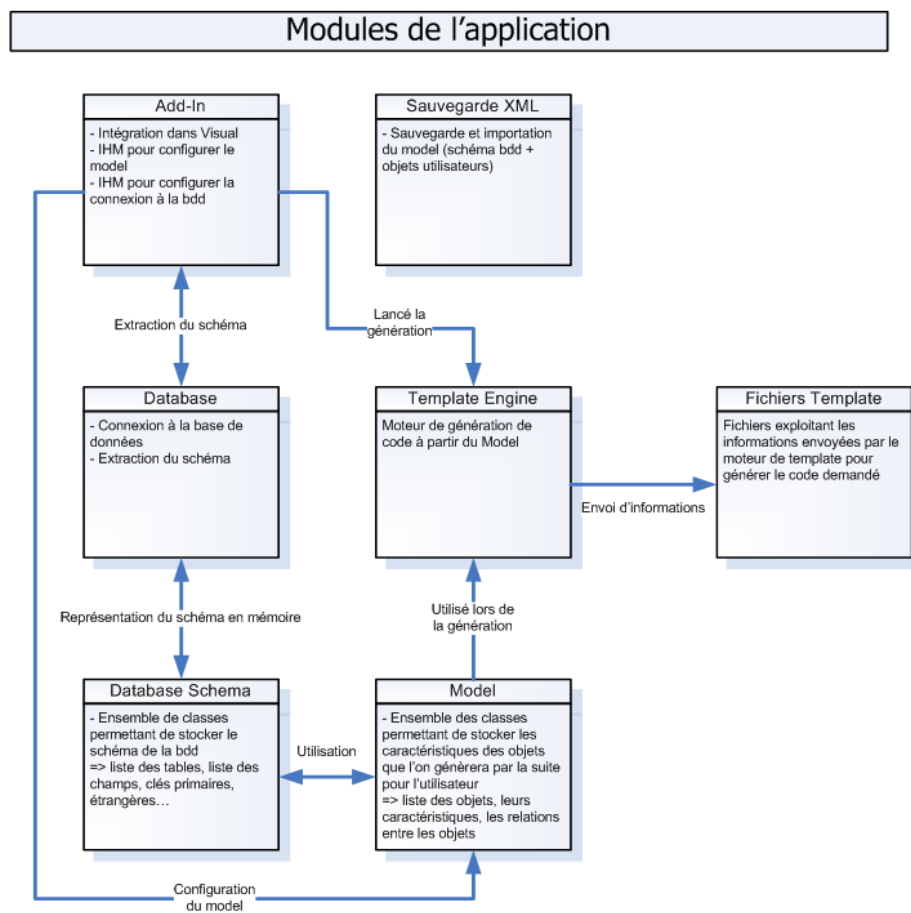 Modules de l'application
Add-In
- Intégration dans Visual
- IHM pour configurer le
model
- IHM pour configurer la
connexion à la bdd
Sauvegarde XML
- Sauvegarde et importation
du model (schéma bdd +
objets utilisateurs)
Extraction du schéma
Lancé la
génération
Database
- Connexion à la base de
données
- Extraction du schéma
Template Engine
Moteur de génération de
code à partir du Model
Fichiers Template
Fichiers exploitant les
informations envoyées par le
moteur de template pour
générer le code demandé
Envoi d'informations
Représentation du schéma en mémoire
Utilisé lors de
la génération
Database Schema
- Ensemble de classes
permettant de stocker le
schéma de la bdd
=> liste des tables, liste des
champs, clés primaires,
étrangères…
Utilisation
Model
- Ensemble des classes
permettant de stocker les
caractéristiques des objets
que l'on génèrera par la suite
pour l'utilisateur
=> liste des objets, leurs
caractéristiques, les relations
entre les objets
Configuration
du model